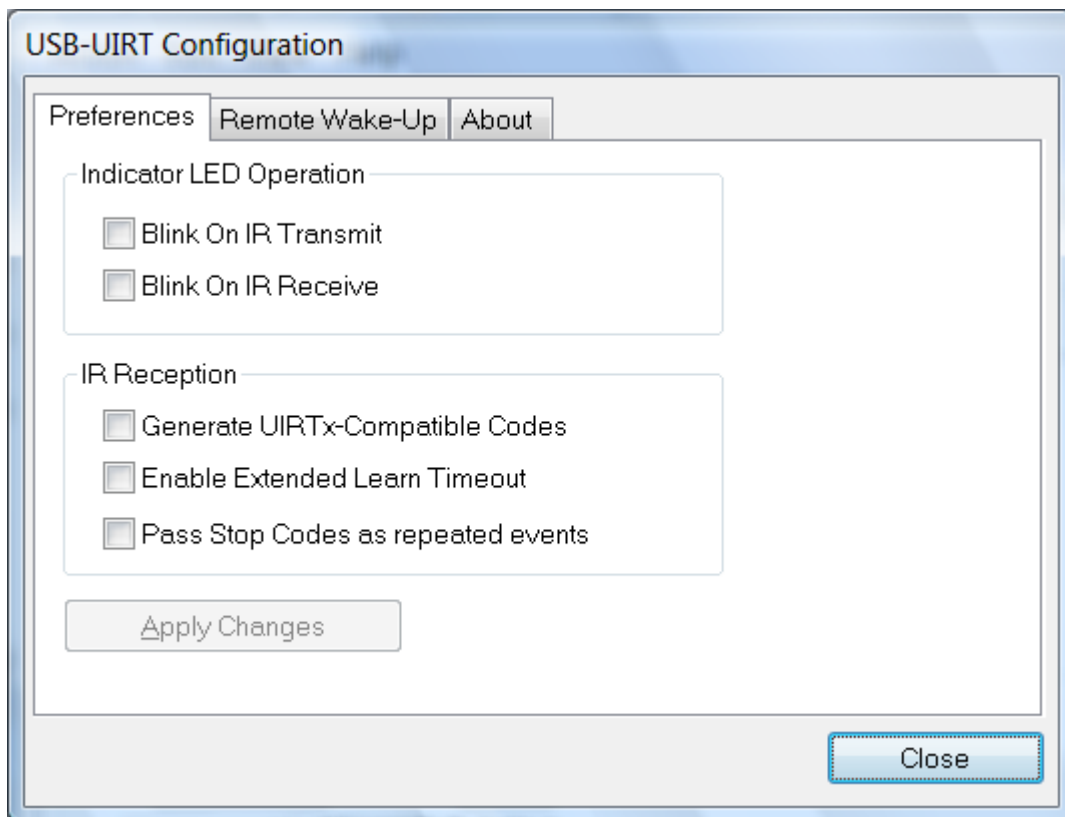 USB-UIRT Configuration
Preferences Remote Wake-Up About
Indicator LED Operation
Blink On IR Transmit
Blink On IR Receive
IR Reception
Generate UIRTx-Compatible Codes
Enable Extended Learn Timeout
Pass Stop Codes as repeated events
Apply Changes
Close